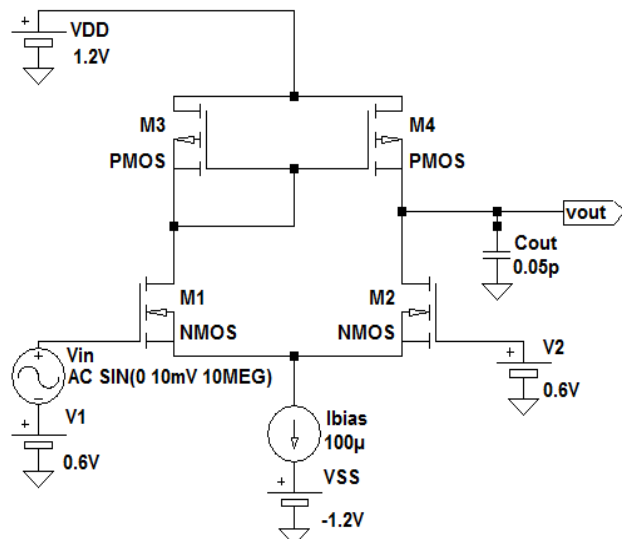 VDD
1.2V
M3
M4
PMOS
PMOS
vout
Cout
0.05p
M1
M2
NMOS
NMOS
Vin
AC SIN(0 10mV 10MEG)
V2
0.6V
V1
0.6V
Ibias
100µ
VSS
-1.2V